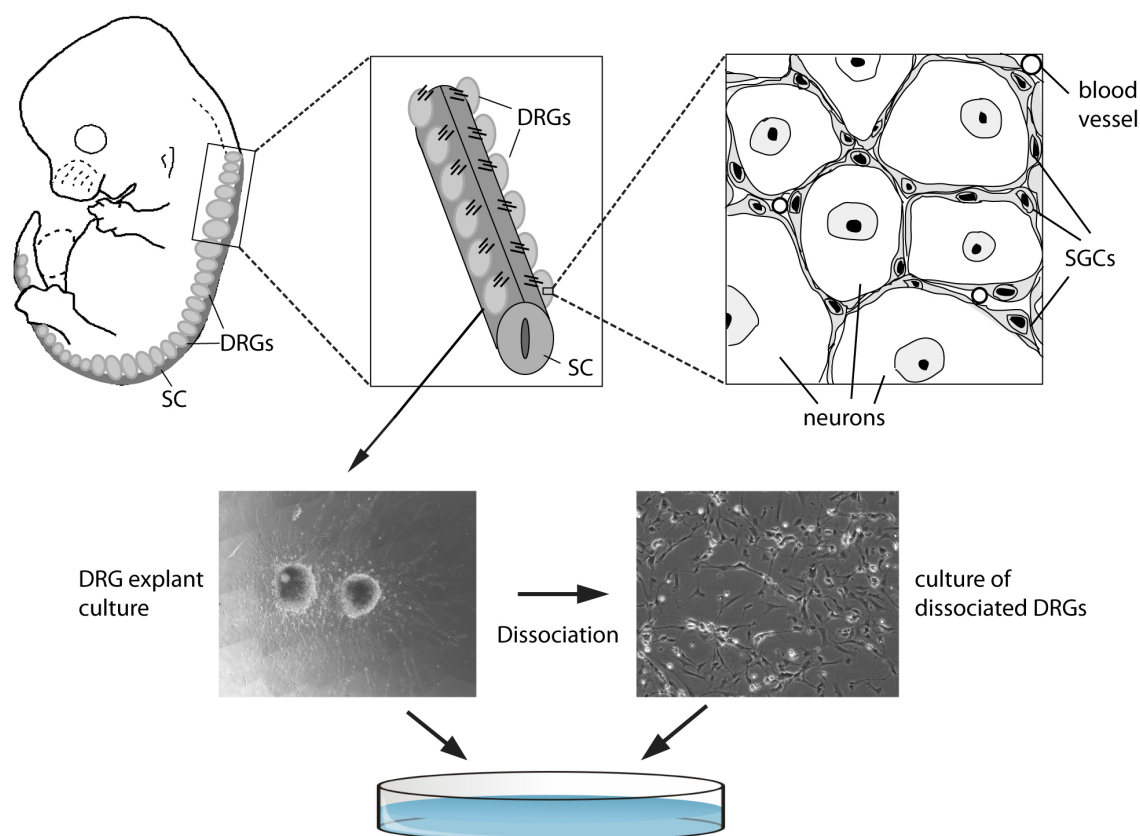 DRGs
SC
DRGs
SC
blood
vessel
SGCs
neurons
DRG explant
culture
Dissociation
culture of
dissociated DRGs